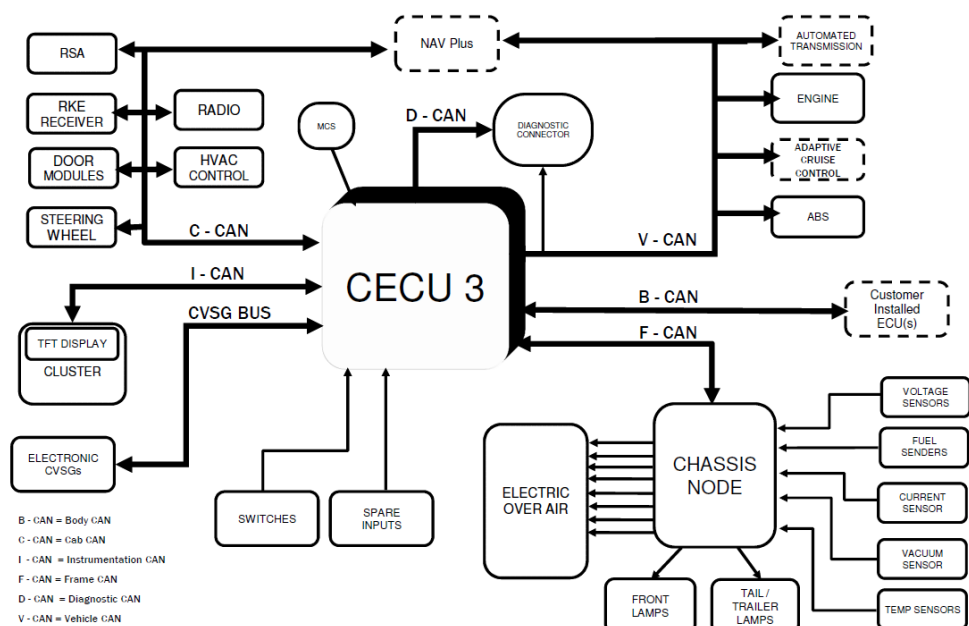 RSA
NAV Plus
AUTOMATED
TRANSMISSION
RKE
RECEIVER
RADIO
MCS
D - CAN
DIAGNOSTIC
CONNECTOR
ENGINE
DOOR
MODULES
HVAC
CONTROL
ADAPTIVE
CRUISE
CONTROL
STEERING
WHEEL
C - CAN
V - CAN
ABS
I - CAN
CECU 3
CVSG BUS
B - CAN
Customer
Installed
ECU(s)
F - CAN
TFT DISPLAY
CLUSTER
ELECTRONIC
CVSGs
SWITCHES
SPARE
INPUTS
ELECTRIC
OVER AIR
CHASSIS
NODE
VOLTAGE
SENSORS
FUEL
SENDERS
CURRENT
SENSOR
VACUUM
SENSOR
TEMP SENSORS
FRONT
LAMPS
TAIL /
TRAILER
LAMPS
B - CAN = Body CAN
C - CAN = Cab CAN
I - CAN = Instrumentation CAN
F - CAN = Frame CAN
D - CAN = Diagnostic CAN
V - CAN = Vehicle CAN